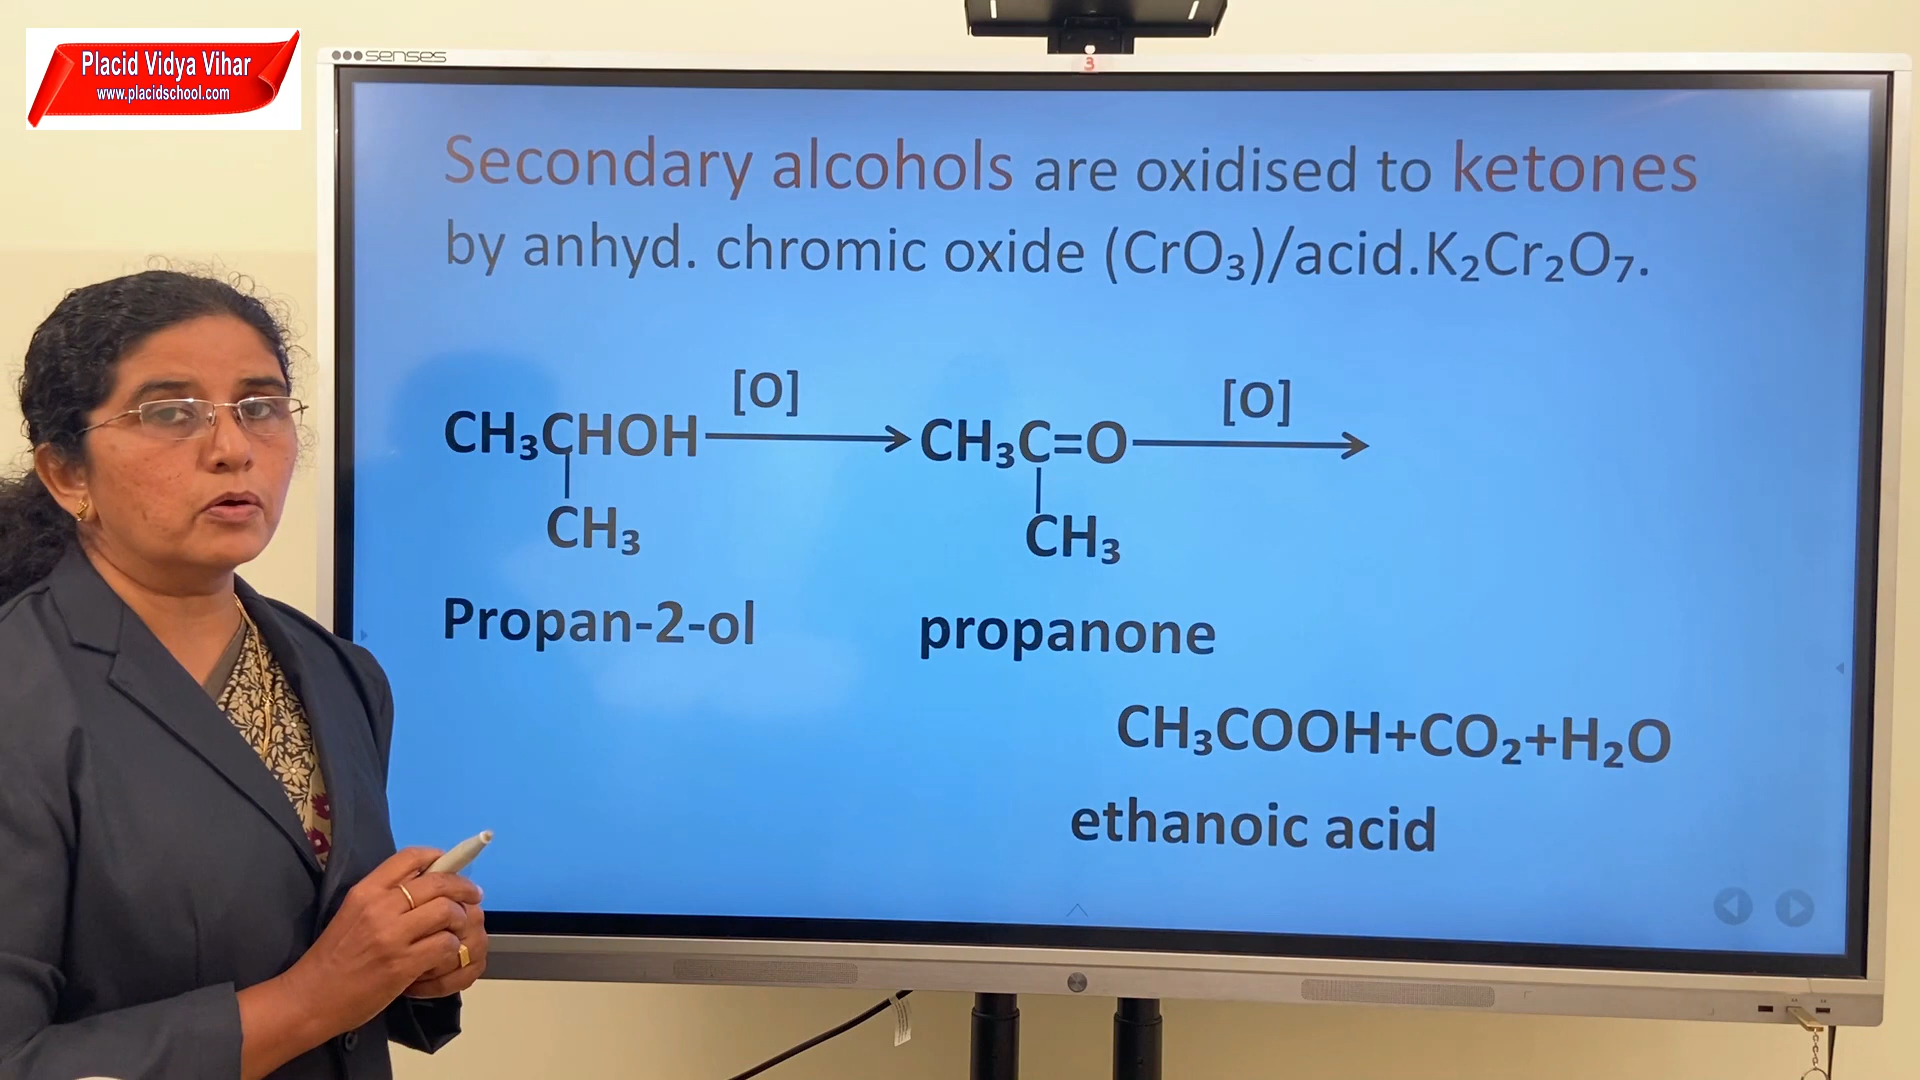 Placid Vidya Vihar
www.placidschool.com
senses
3
Secondary alcohols are oxidised to ketones
by anhyd. chromic oxide (CrO₃)/acid.K₂Cr₂O₇.
[O] [O]
CH₃CHOH CH₃C=O
CH₃ CH₃
Propan-2-ol propanone
CH₃COOH+CO₂+H₂O
ethanoic acid